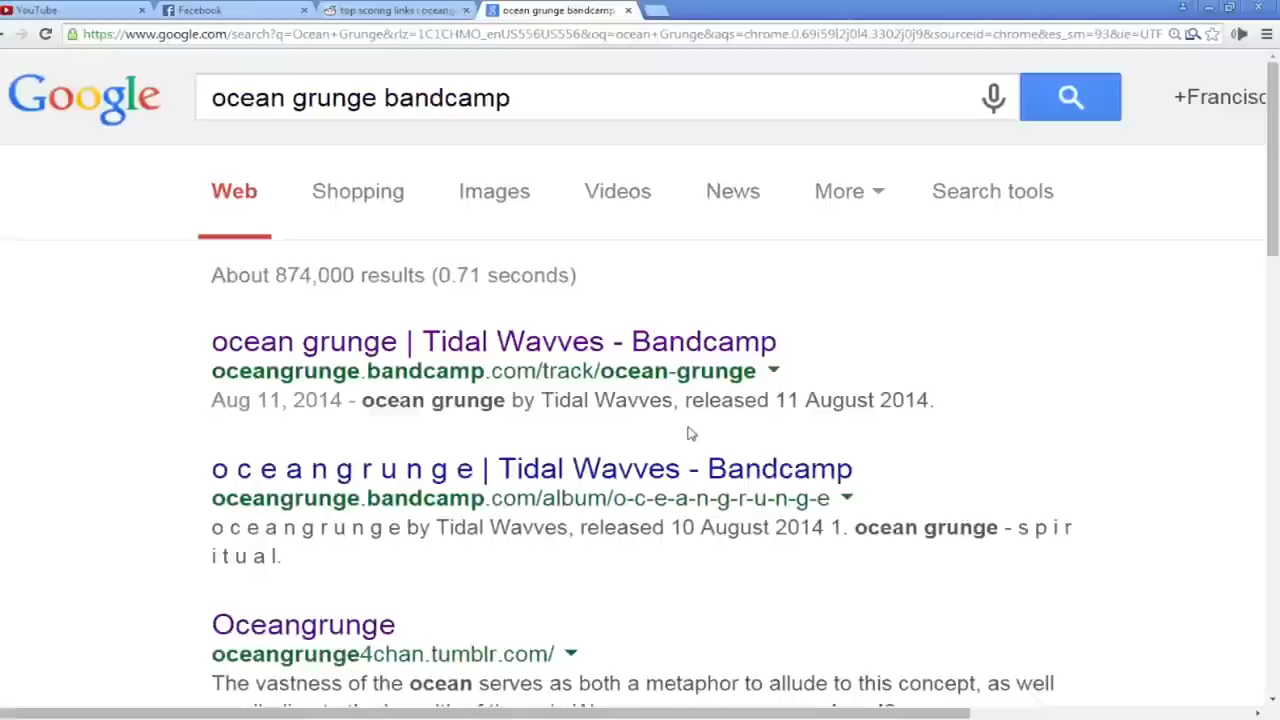 YouTube
Facebook
top scoring links : oceang
ocean grunge bandcamp
https://www.google.com/search?q=Ocean+Grunge&rlz=1C1CHMO_enUS556US556&oq=ocean+Grunge&aqs=chrome.0.69i59l2j0l4.3302j0j9&sourceid=chrome&es_sm=93&ie=UTF
Google
ocean grunge bandcamp
+Francisc
Web
Shopping
Images
Videos
News
More
Search tools
About 874,000 results (0.71 seconds)
ocean grunge | Tidal Wavves - Bandcamp
oceangrunge.bandcamp.com/track/ocean-grunge
Aug 11, 2014 - ocean grunge by Tidal Wavves, released 11 August 2014.
o c e a n g r u n g e | Tidal Wavves - Bandcamp
oceangrunge.bandcamp.com/album/o-c-e-a-n-g-r-u-n-g-e
o c e a n g r u n g e by Tidal Wavves, released 10 August 2014 1. ocean grunge - s p i r
i t u a l.
Oceangrunge
oceangrunge4chan.tumblr.com/
The vastness of the ocean serves as both a metaphor to allude to this concept, as well